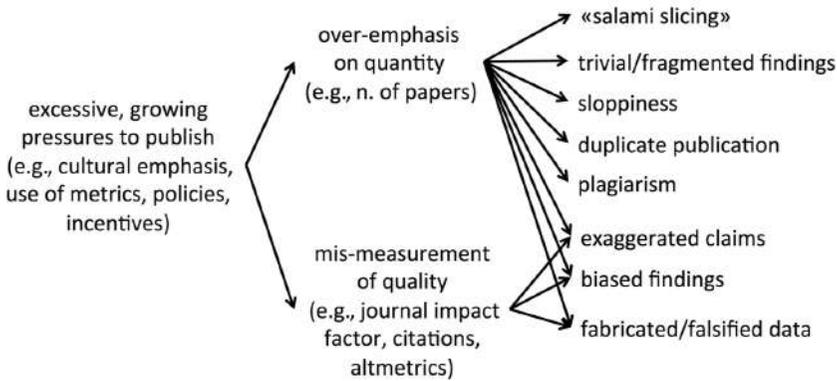 excessive, growing
pressures to publish
(e.g., cultural emphasis,
use of metrics, policies,
incentives)
over-emphasis
on quantity
(e.g., n. of papers)
mis-measurement
of quality
(e.g., journal impact
factor, citations,
altmetrics)
«salami slicing»
trivial/fragmented findings
sloppiness
duplicate publication
plagiarism
exaggerated claims
biased findings
fabricated/falsified data